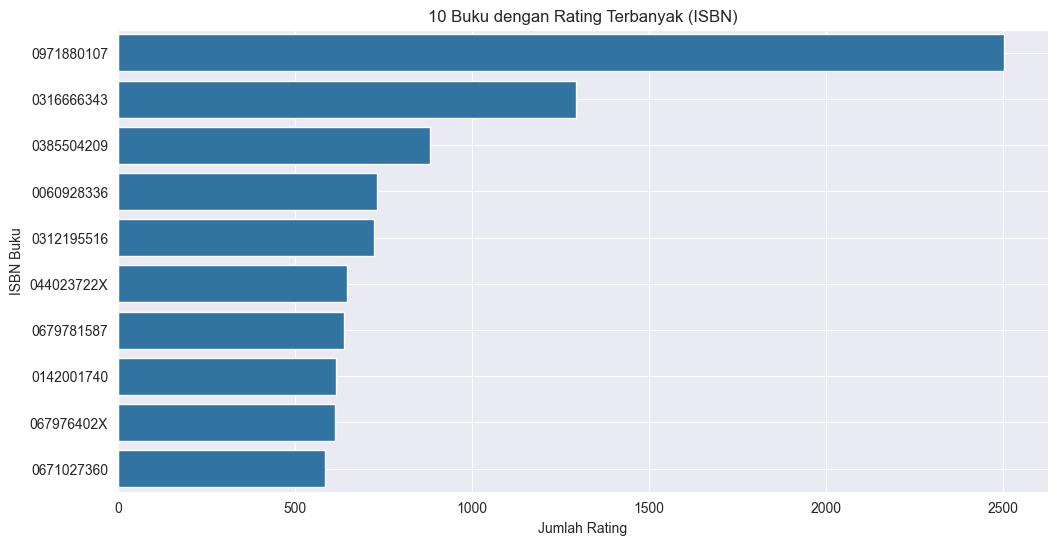 10 Buku dengan Rating Terbanyak (ISBN)
ISBN Buku
0971880107
0316666343
0385504209
0060928336
0312195516
044023722X
0679781587
0142001740
067976402X
0671027360
0
500
1000
1500
2000
2500
Jumlah Rating